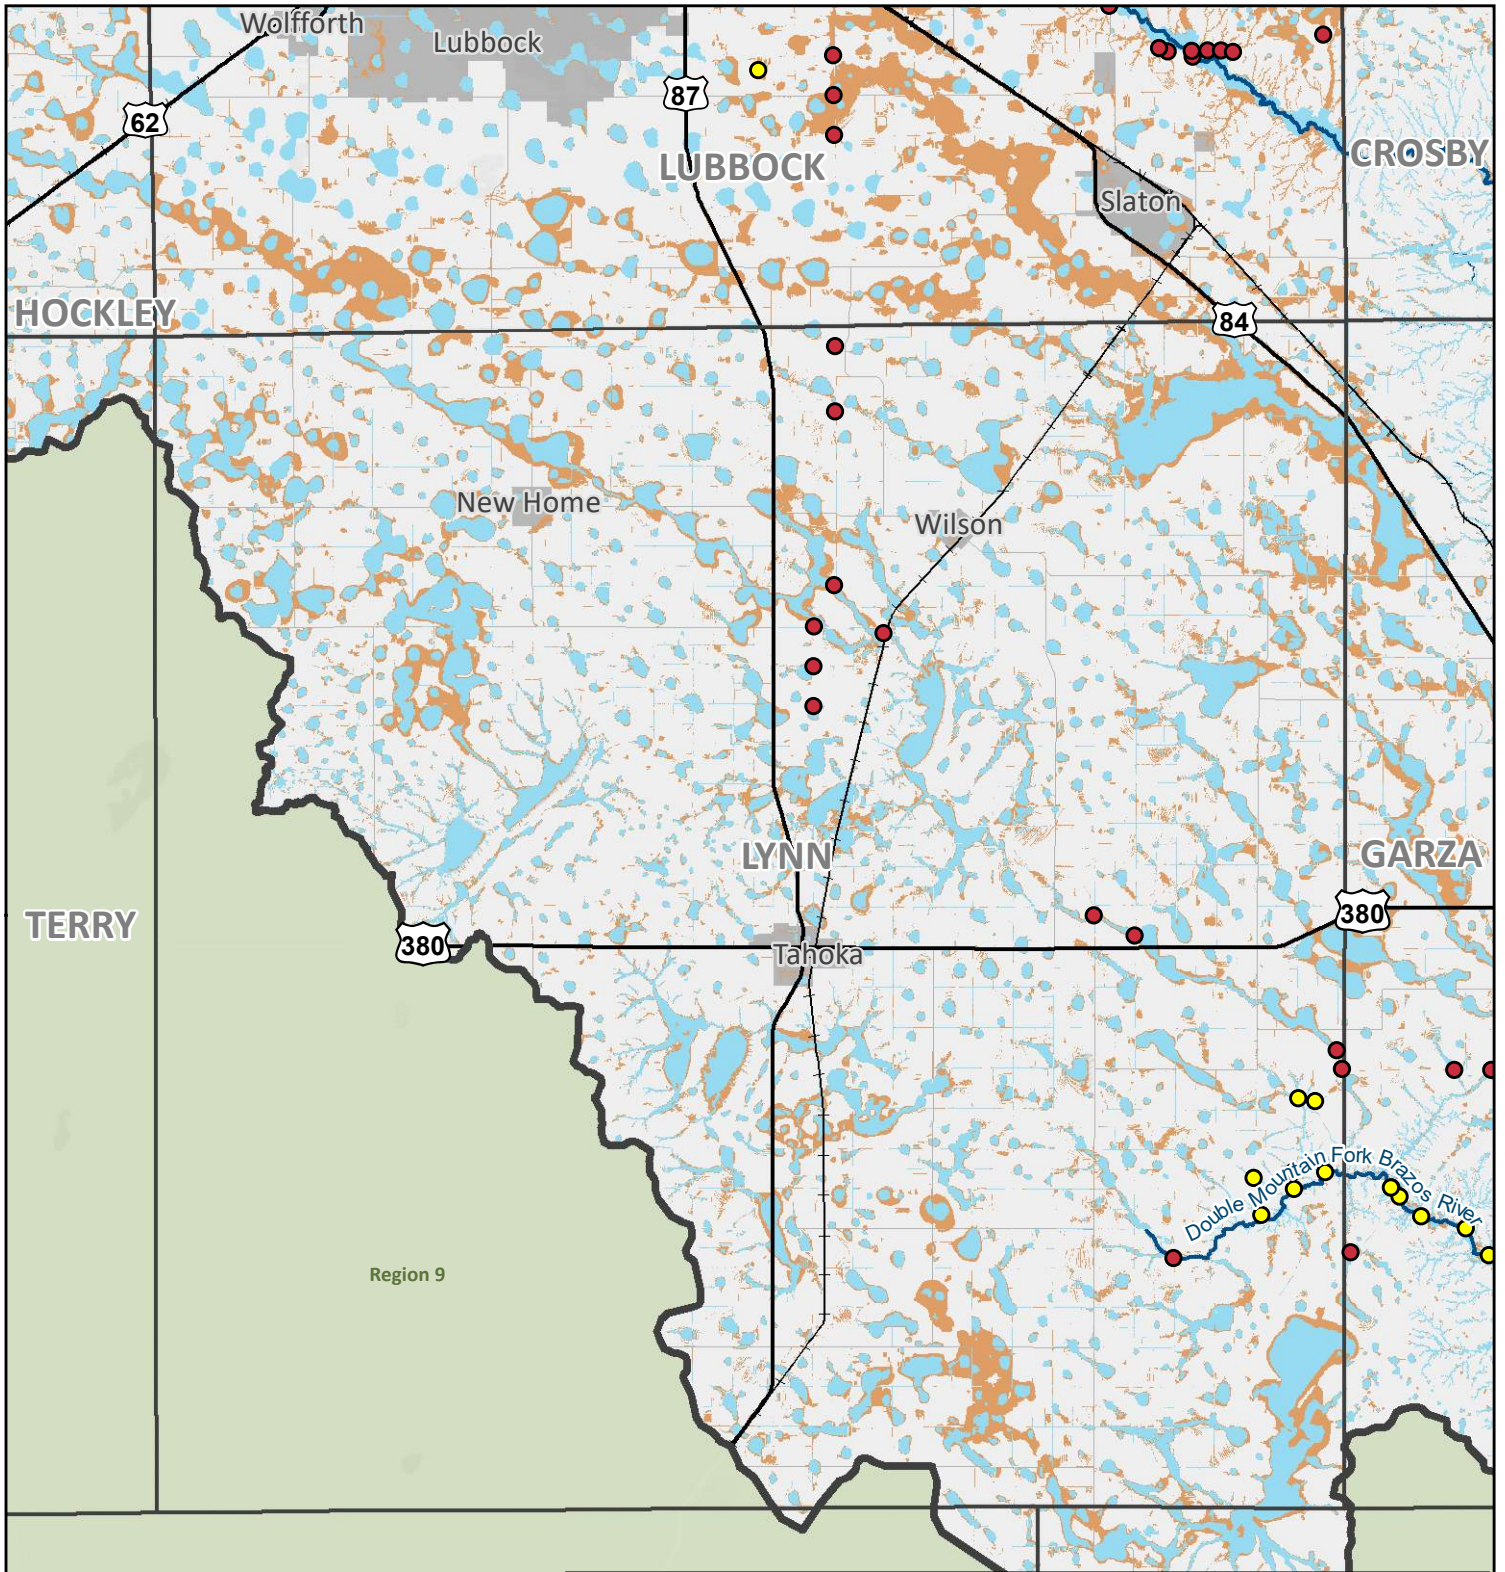 Wolfforth
Lubbock
87
62
LUBBOCK
CROSBY
Slaton
HOCKLEY
84
New Home
Wilson
LYNN
GARZA
380
TERRY
380
Tahoka
Double Mountain Fork Brazos River
Region 9